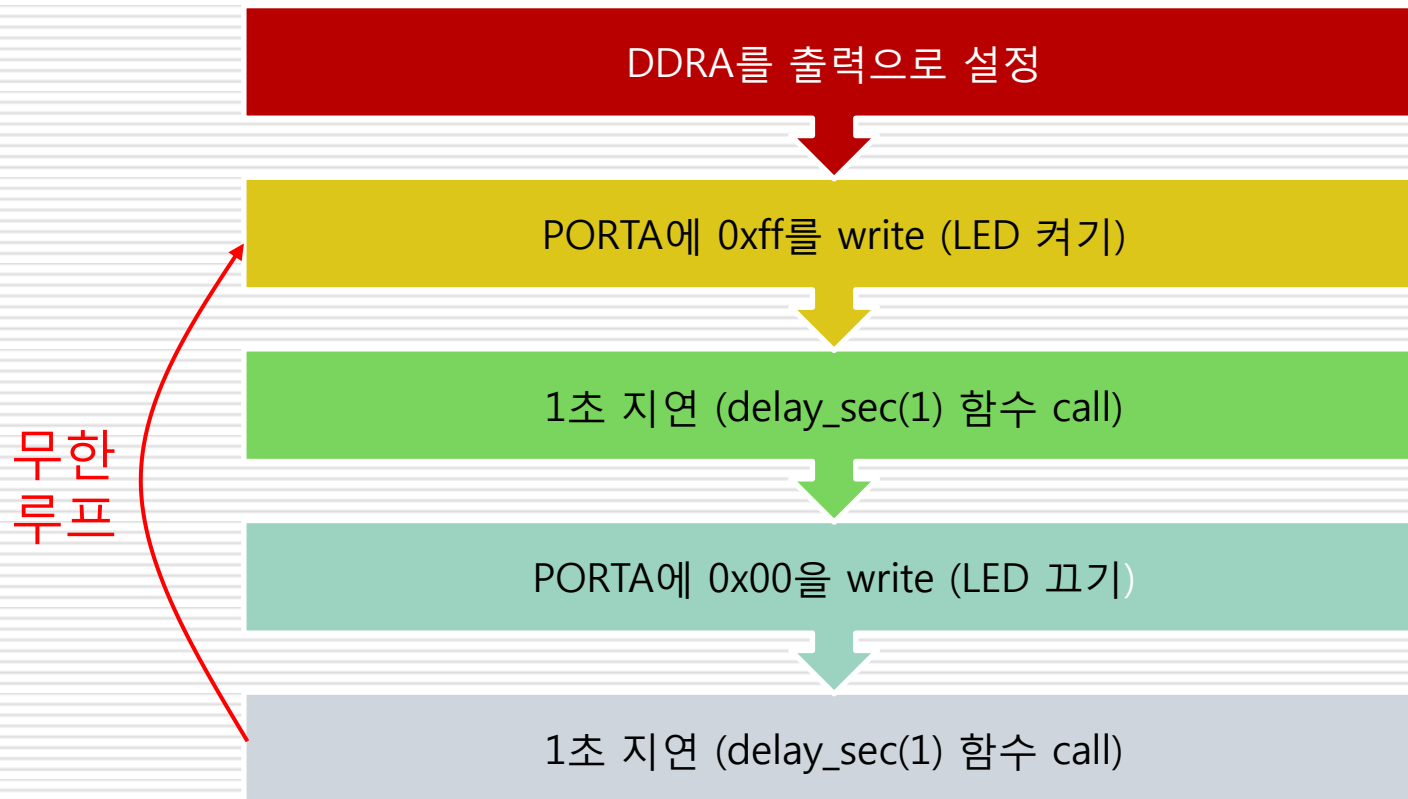 DDRA를 출력으로 설정
PORTA에 0xff를 write (LED 켜기)
1초 지연 (delay_sec(1) 함수 call)
무한
루프
PORTA에 0x00을 write (LED 끄기)
1초 지연 (delay_sec(1) 함수 call)